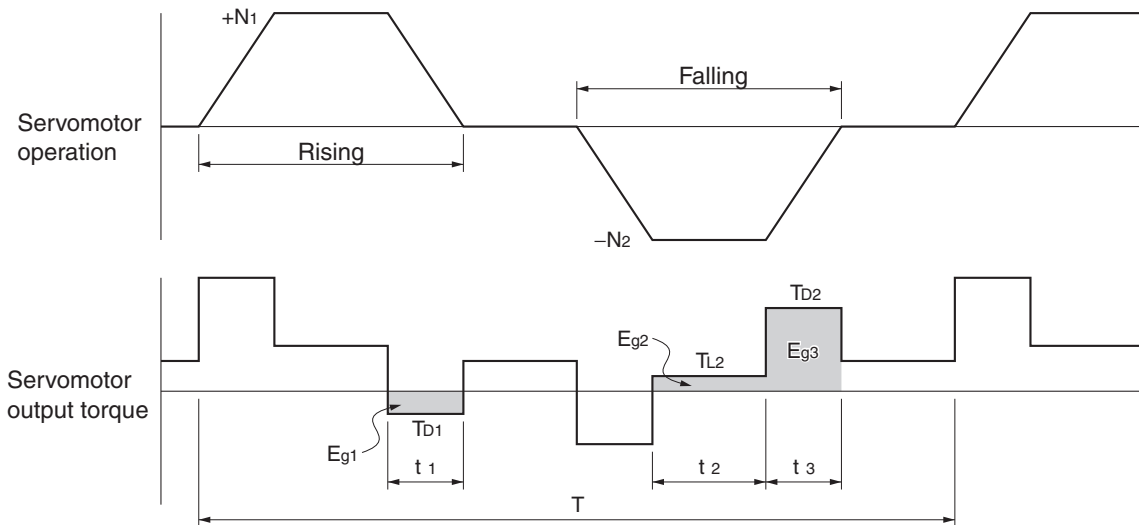 +N1
Falling
Servomotor
operation
Rising
–N2
TD2
Eg2
TL2
Eg3
Servomotor
output torque
TD1
Eg1
t 1
t 2
t 3
T